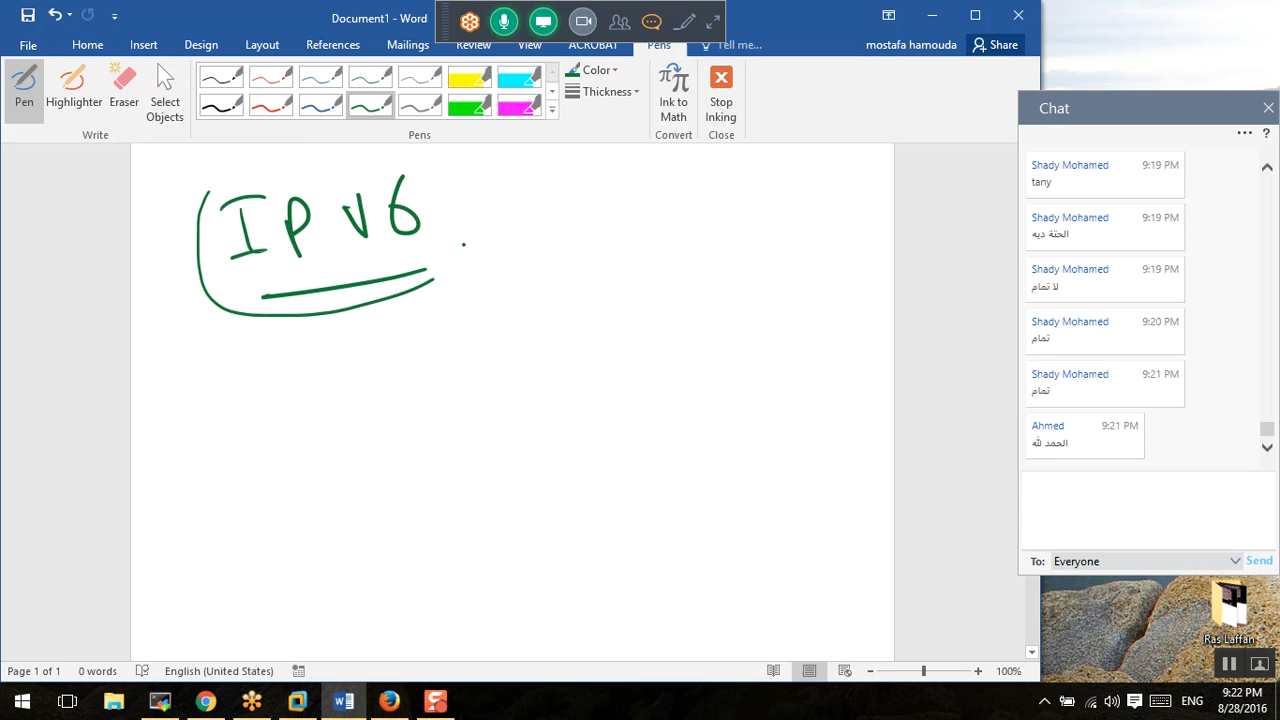 Document1 - Word
File
Home
Insert
Design
Layout
References
Mailings
Review
View
ACROBAT
Pens
Tell me...
mostafa hamouda
Share
Pen
Highlighter
Eraser
Select Objects
Color
Thickness
Ink to Math
Stop Inking
Write
Pens
Convert
Close
IPv6
Chat
Shady Mohamed 9:19 PM
tany
Shady Mohamed 9:19 PM
الحتة ديه
Shady Mohamed 9:19 PM
لا تمام
Shady Mohamed 9:20 PM
تمام
Shady Mohamed 9:21 PM
تمام
Ahmed 9:21 PM
الحمد لله
To: Everyone Send
Ras Laffan
Page 1 of 1
0 words
English (United States)
100%
ENG
9:22 PM
8/28/2016